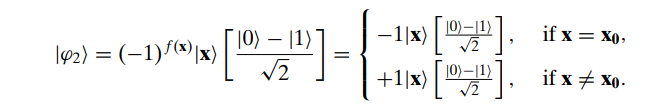 |φ₂⟩ = (−1)^{f(x)}|x⟩ [ |0⟩ − |1⟩ / √2 ] = { −1|x⟩ [ |0⟩−|1⟩ / √2 ], if x = x₀,
+1|x⟩ [ |0⟩−|1⟩ / √2 ], if x ≠ x₀.